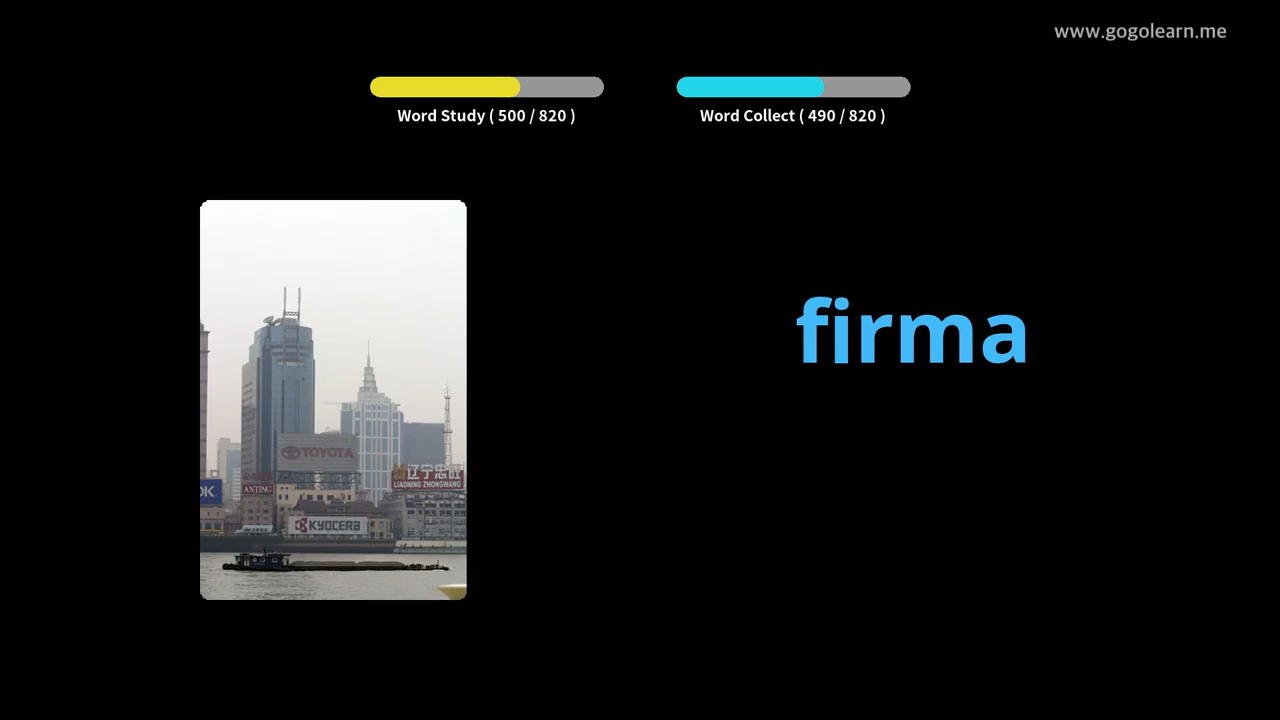 www.gogolearn.me
Word Study ( 500 / 820 )
Word Collect ( 490 / 820 )
firma
TOYOTA
辽宁忠旺
LIAONING ZHONGWANG
ANTING
OK
KYOCERA